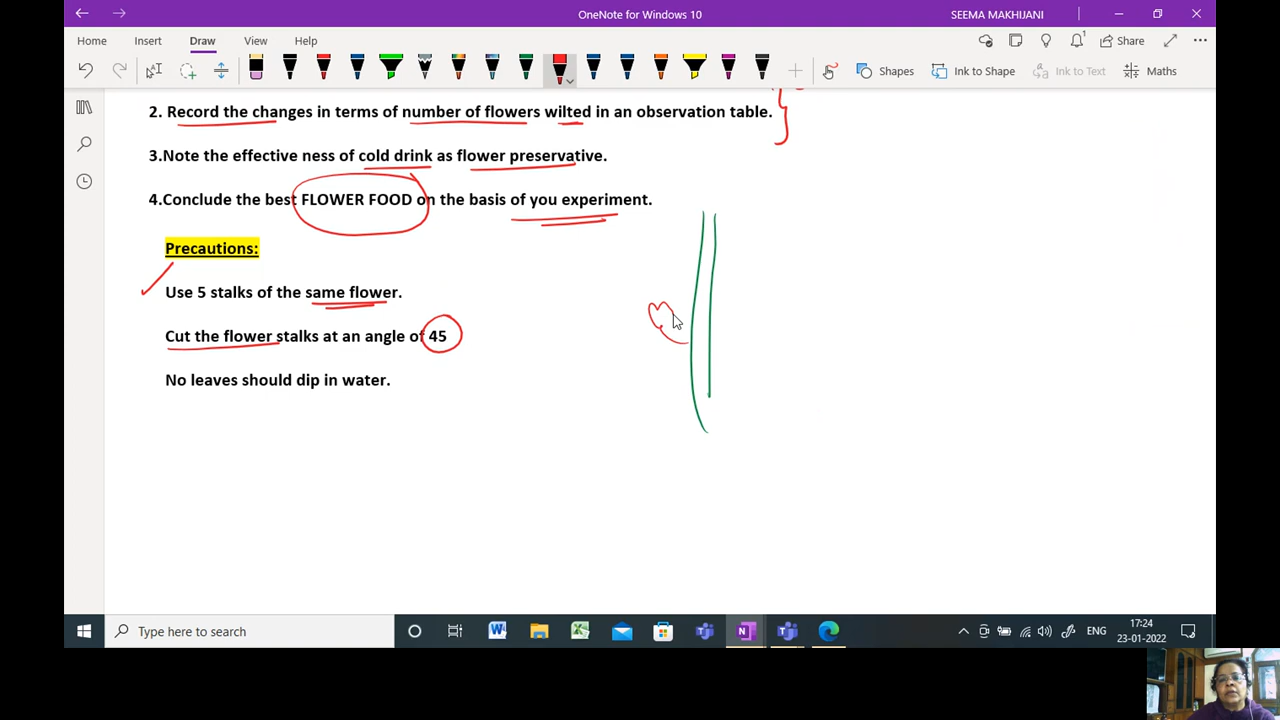 OneNote for Windows 10
SEEMA MAKHIJANI
Home Insert Draw View Help
Share
Shapes Ink to Shape Ink to Text Maths
2. Record the changes in terms of number of flowers wilted in an observation table.
3.Note the effective ness of cold drink as flower preservative.
4.Conclude the best FLOWER FOOD on the basis of you experiment.
Precautions:
Use 5 stalks of the same flower.
Cut the flower stalks at an angle of 45
No leaves should dip in water.
Type here to search
ENG
17:24
23-01-2022